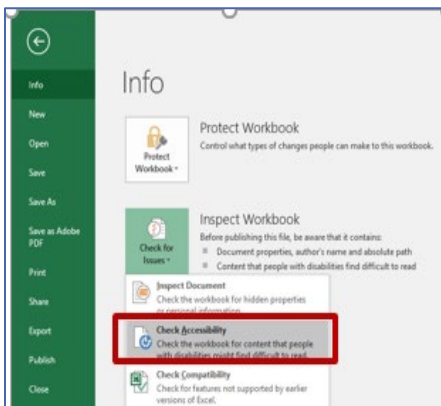 Info
New
Open
Save
Save As
Save as Adobe
PDF
Print
Share
Export
Publish
Close
Info
Protect
Workbook
Protect Workbook
Control what types of changes people can make to this workbook.
Check for
Issues
Inspect Workbook
Before publishing this file, be aware that it contains:
Document properties, author's name and absolute path
Content that people with disabilities find difficult to read
Inspect Document
Check the workbook for hidden properties
or personal information.
Check Accessibility
Check the workbook for content that people
with disabilities might find difficult to read.
Check Compatibility
Check for features not supported by earlier
versions of Excel.